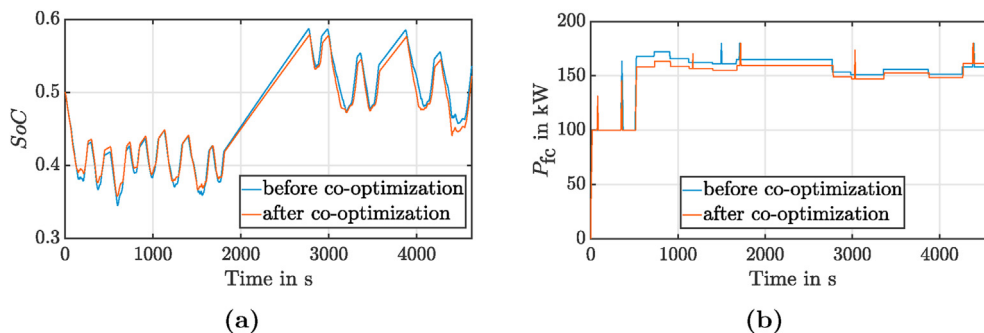 0.6
0.5
0.4
0.3
SoC
0
1000
2000
3000
4000
Time in s
before co-optimization
after co-optimization
(a)
200
150
100
50
0
P_fc in kW
0
1000
2000
3000
4000
Time in s
before co-optimization
after co-optimization
(b)